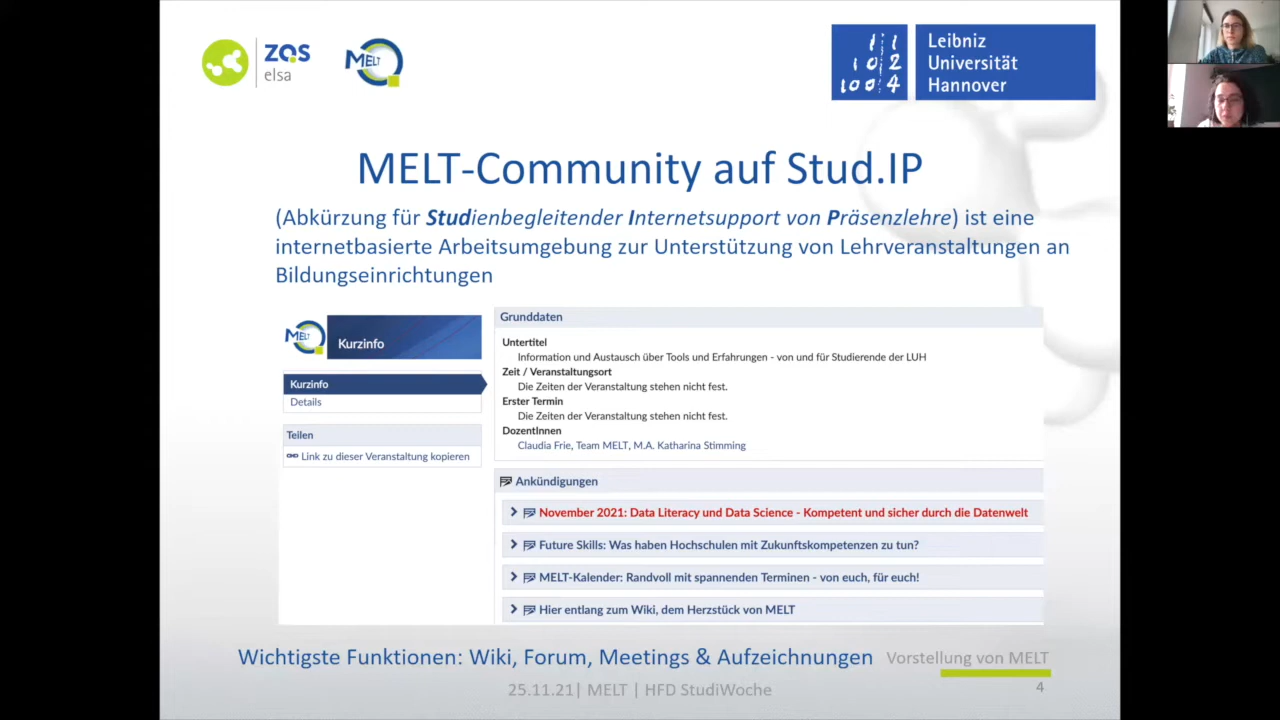 ZQS
elsa
MELT
Leibniz
Universität
Hannover
MELT-Community auf Stud.IP
(Abkürzung für Studienbegleitender Internetsupport von Präsenzlehre) ist eine
internetbasierte Arbeitsumgebung zur Unterstützung von Lehrveranstaltungen an
Bildungseinrichtungen
MELT
Kurzinfo
Kurzinfo
Details
Teilen
Link zu dieser Veranstaltung kopieren
Grunddaten
Untertitel
Information und Austausch über Tools und Erfahrungen - von und für Studierende der LUH
Zeit / Veranstaltungsort
Die Zeiten der Veranstaltung stehen nicht fest.
Erster Termin
Die Zeiten der Veranstaltung stehen nicht fest.
DozentInnen
Claudia Frie, Team MELT, M.A. Katharina Stimming
Ankündigungen
November 2021: Data Literacy und Data Science - Kompetent und sicher durch die Datenwelt
Future Skills: Was haben Hochschulen mit Zukunftskompetenzen zu tun?
MELT-Kalender: Randvoll mit spannenden Terminen - von euch, für euch!
Hier entlang zum Wiki, dem Herzstück von MELT
Wichtigste Funktionen: Wiki, Forum, Meetings & Aufzeichnungen
Vorstellung von MELT
25.11.21| MELT | HFD StudiWoche
4